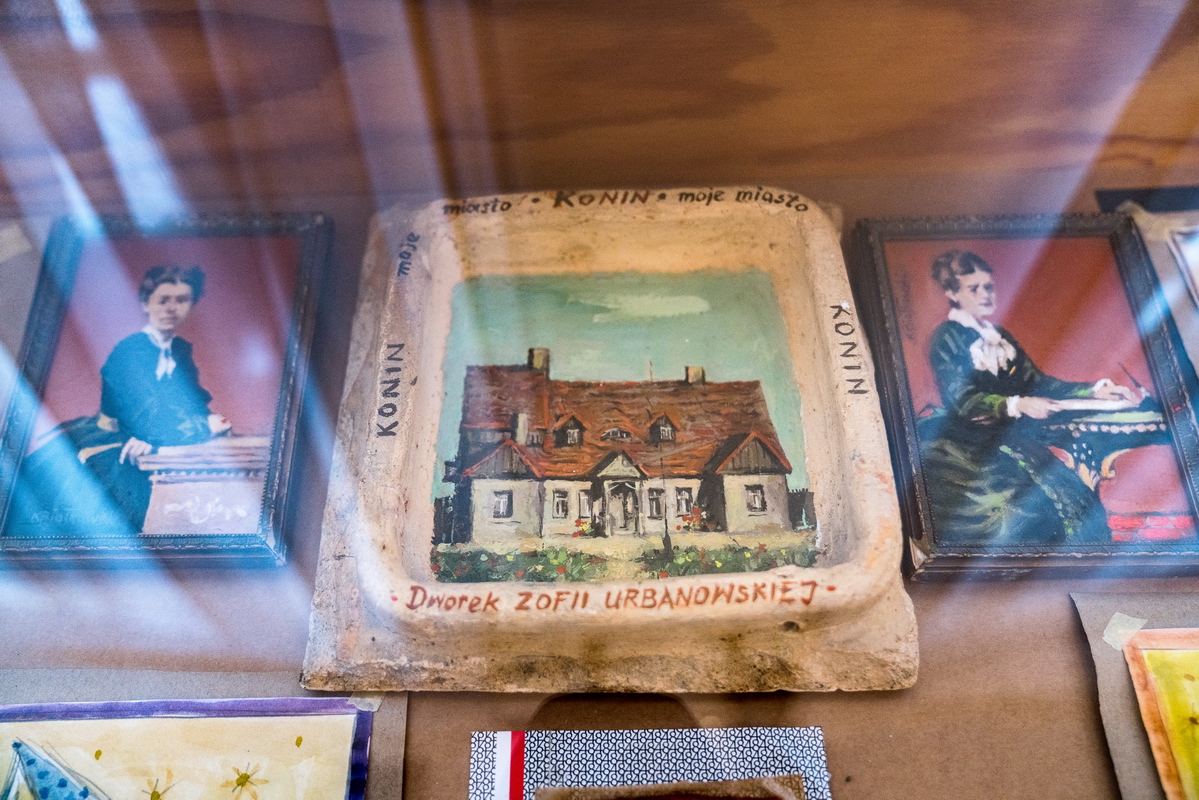 miasto • KONIN • moje miasto
moje
KONIN
KONIN
• Dworek ZOFII URBANOWSKIEJ •